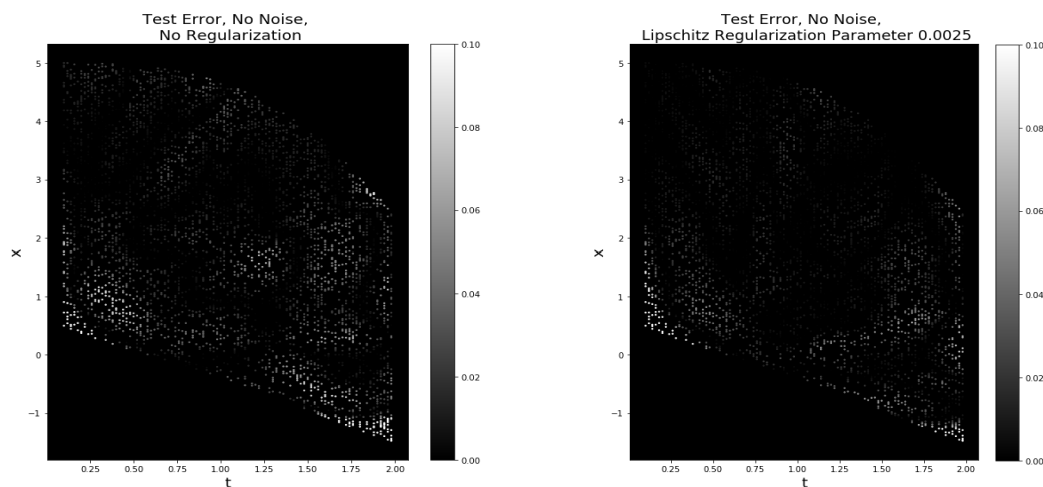 Test Error, No Noise,
No Regularization
5
4
3
2
1
0
−1
x
0.25 0.50 0.75 1.00 1.25 1.50 1.75 2.00
t
0.10
0.08
0.06
0.04
0.02
0.00
Test Error, No Noise,
Lipschitz Regularization Parameter 0.0025
5
4
3
2
1
0
−1
x
0.25 0.50 0.75 1.00 1.25 1.50 1.75 2.00
t
0.10
0.08
0.06
0.04
0.02
0.00